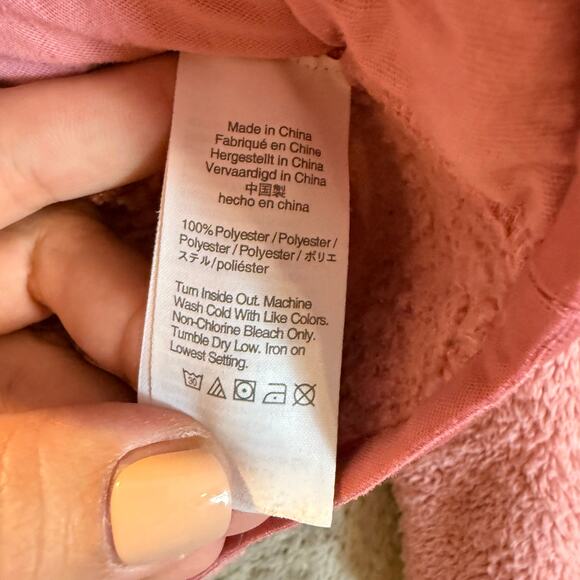 Made in China
Fabriqué en Chine
Hergestellt in China
Vervaardigd in China
中国製
hecho en china
100% Polyester / Polyester /
Polyester / Polyester / ポリエ
ステル / poliéster
Turn Inside Out. Machine
Wash Cold With Like Colors.
Non-Chlorine Bleach Only.
Tumble Dry Low. Iron on
Lowest Setting.
30